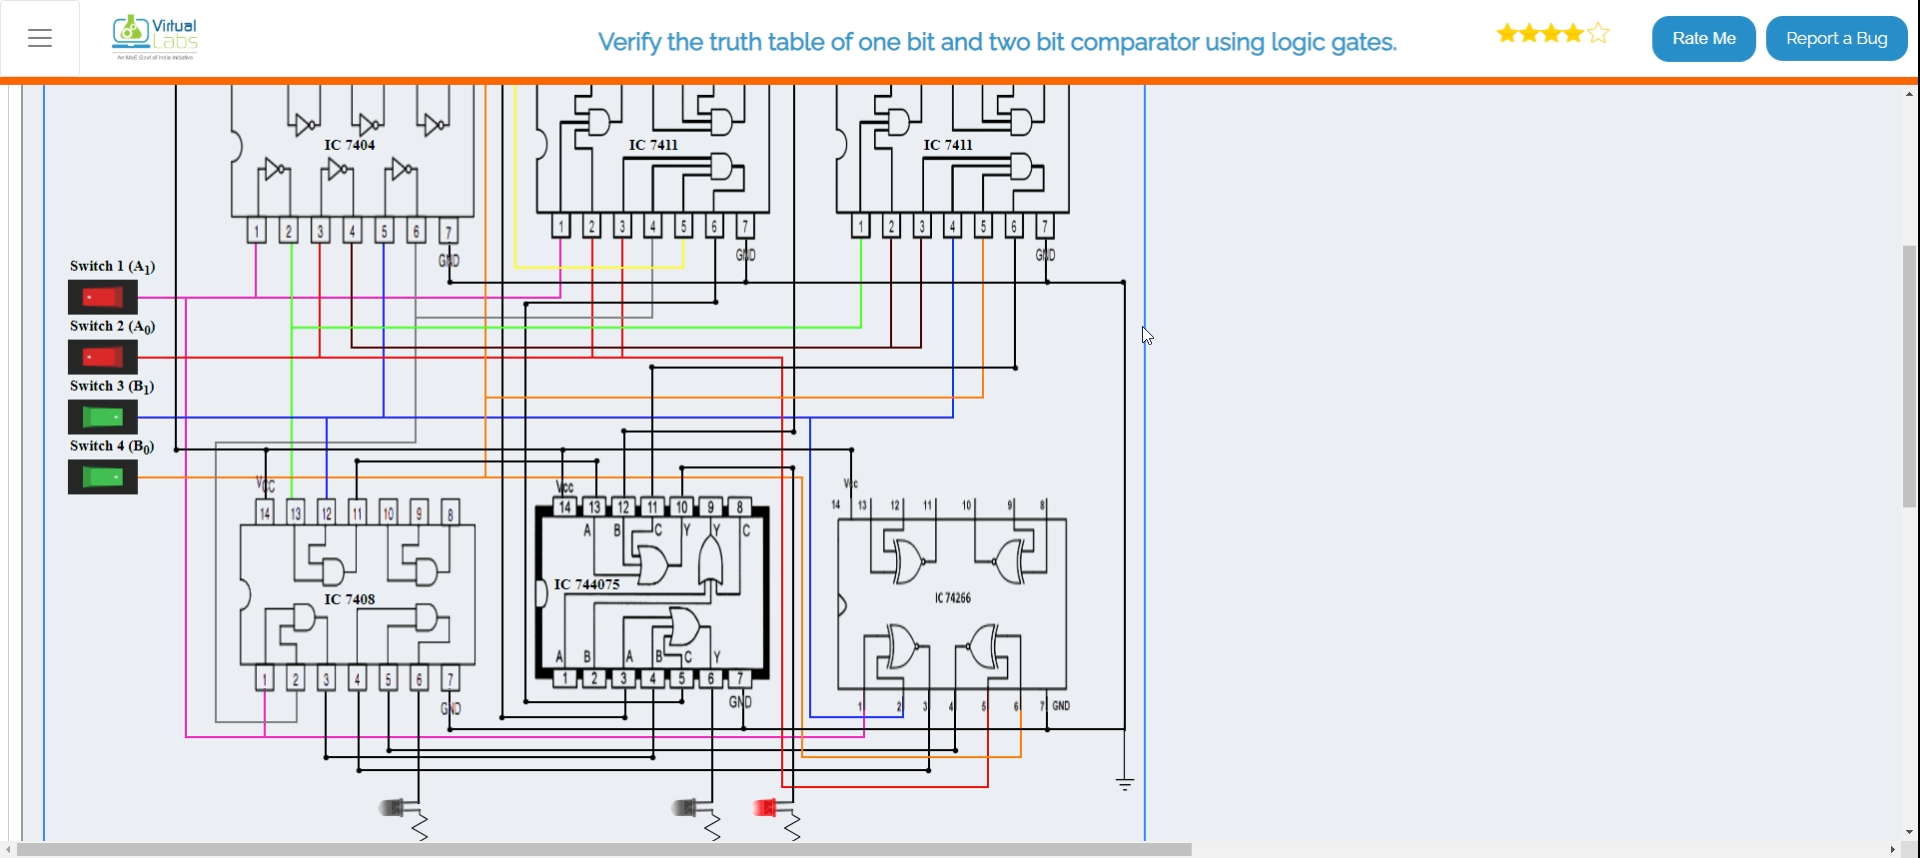 Virtual
Labs
An MoE Govt of India Initiative
Verify the truth table of one bit and two bit comparator using logic gates.
Rate Me
Report a Bug
IC 7404
IC 7411
IC 7411
1 2 3 4 5 6 7
1 2 3 4 5 6 7
1 2 3 4 5 6 7
GND
GND
GND
Switch 1 (A1)
Switch 2 (A0)
Switch 3 (B1)
Switch 4 (B0)
VCC
Vcc
Vcc
14 13 12 11 10 9 8
14 13 12 11 10 9 8
14 13 12 11 10 9 8
A B C Y Y C
IC 7408
IC 744075
IC 74266
A B A B C Y
1 2 3 4 5 6 7
1 2 3 4 5 6 7
1 2 3 4 5 6 7
GND
GND
GND